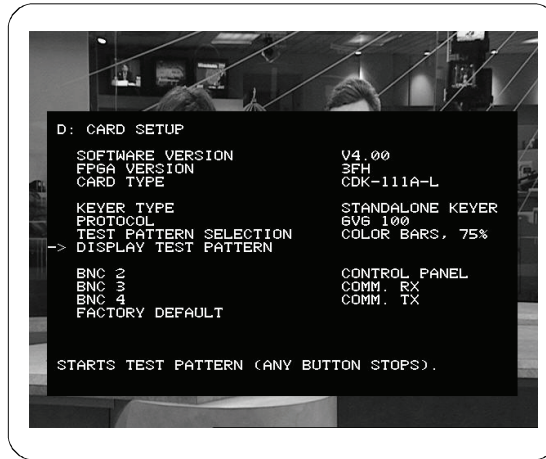 D: CARD SETUP
SOFTWARE VERSION V4.00
FPGA VERSION 3FH
CARD TYPE CDK-111A-L
KEYER TYPE STANDALONE KEYER
PROTOCOL GVG 100
TEST PATTERN SELECTION COLOR BARS, 75%
-> DISPLAY TEST PATTERN
BNC 2 CONTROL PANEL
BNC 3 COMM. RX
BNC 4 COMM. TX
FACTORY DEFAULT
STARTS TEST PATTERN (ANY BUTTON STOPS).